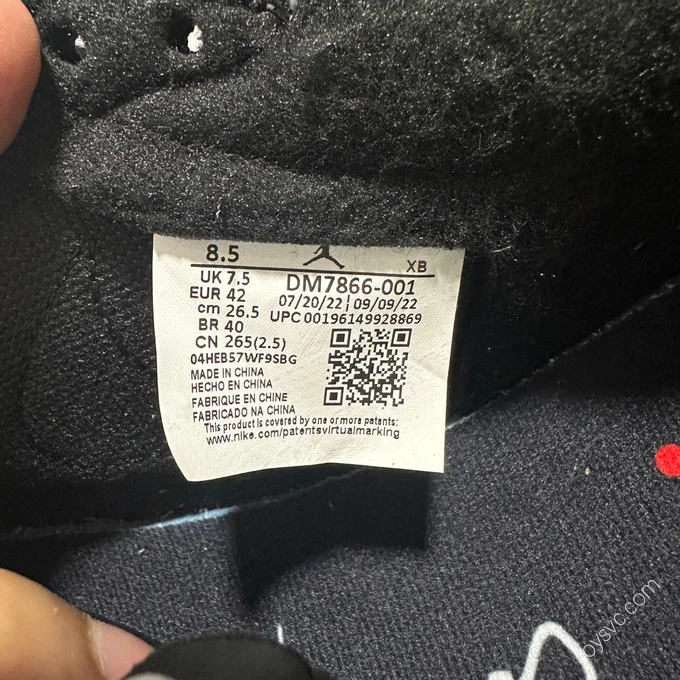 8.5
XB
UK 7.5
DM7866-001
EUR 42
07/20/22 | 09/09/22
cm 26.5
UPC 00196149928869
BR 40
CN 265(2.5)
04HEB57WF9SBG
MADE IN CHINA
HECHO EN CHINA
FABRIQUE EN CHINE
FABRICADO NA CHINA
This product is covered by one or more patents:
www.nike.com/patentsvirtualmarking
oysvc.com